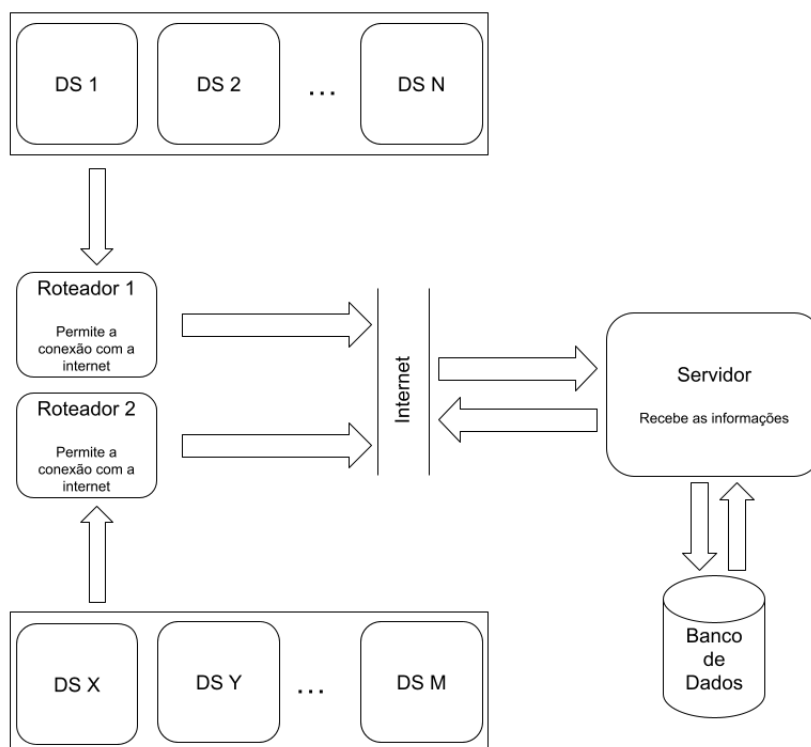 DS 1
DS 2
...
DS N
Roteador 1
Permite a
conexão com a
internet
Roteador 2
Permite a
conexão com a
internet
Internet
Servidor
Recebe as informações
Banco
de
Dados
DS X
DS Y
...
DS M